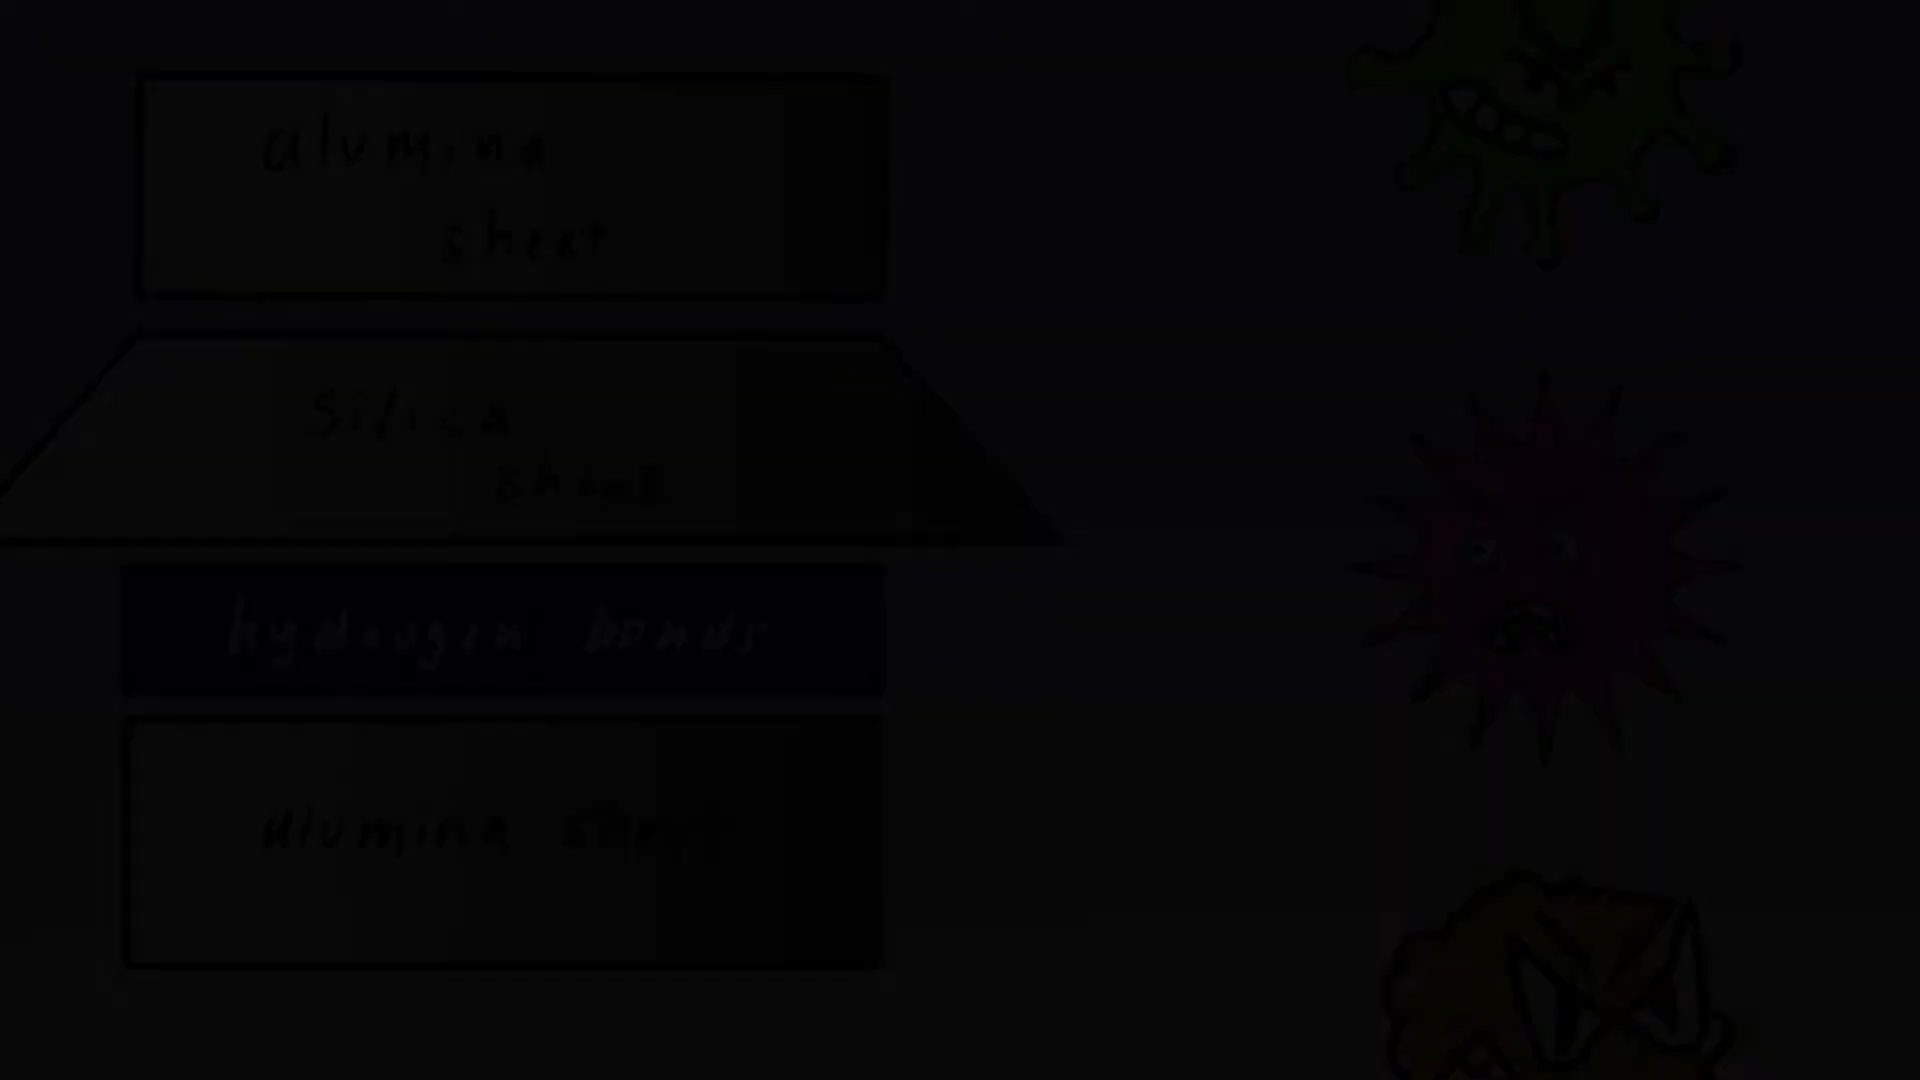 alumina
sheet
Silica
sheet
hydrogen bonds
alumina sheet